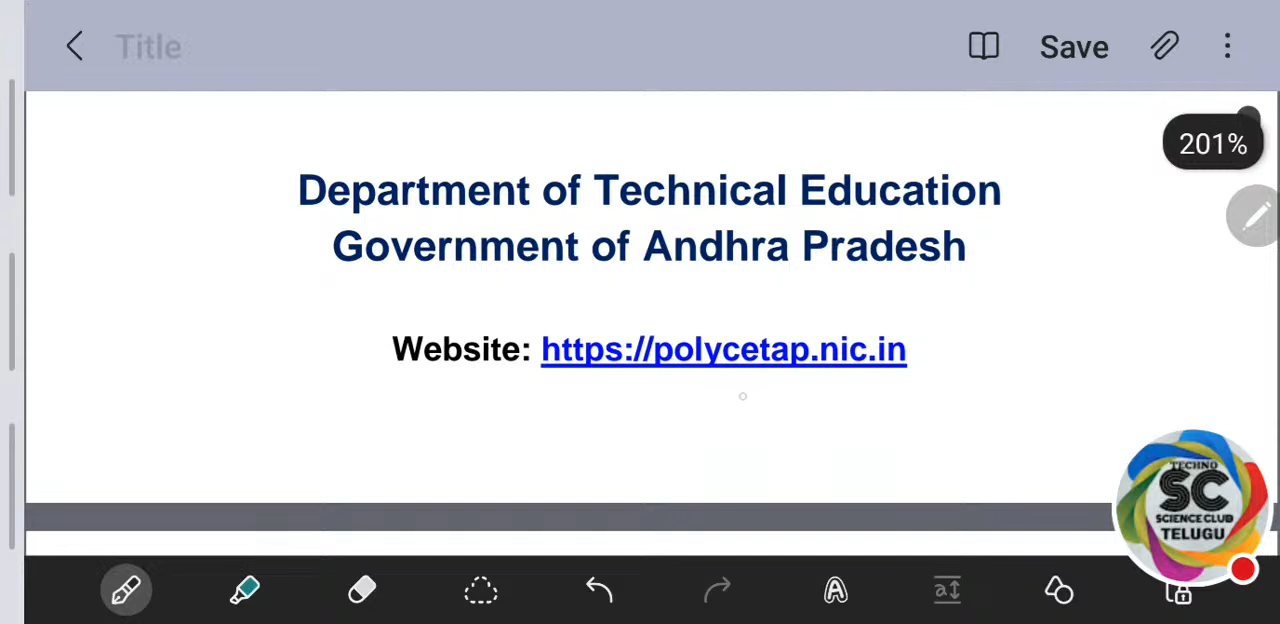 Title
Save
201%
Department of Technical Education
Government of Andhra Pradesh
Website: https://polycetap.nic.in
TECHNO
SC
SCIENCE CLUB
TELUGU
A
a